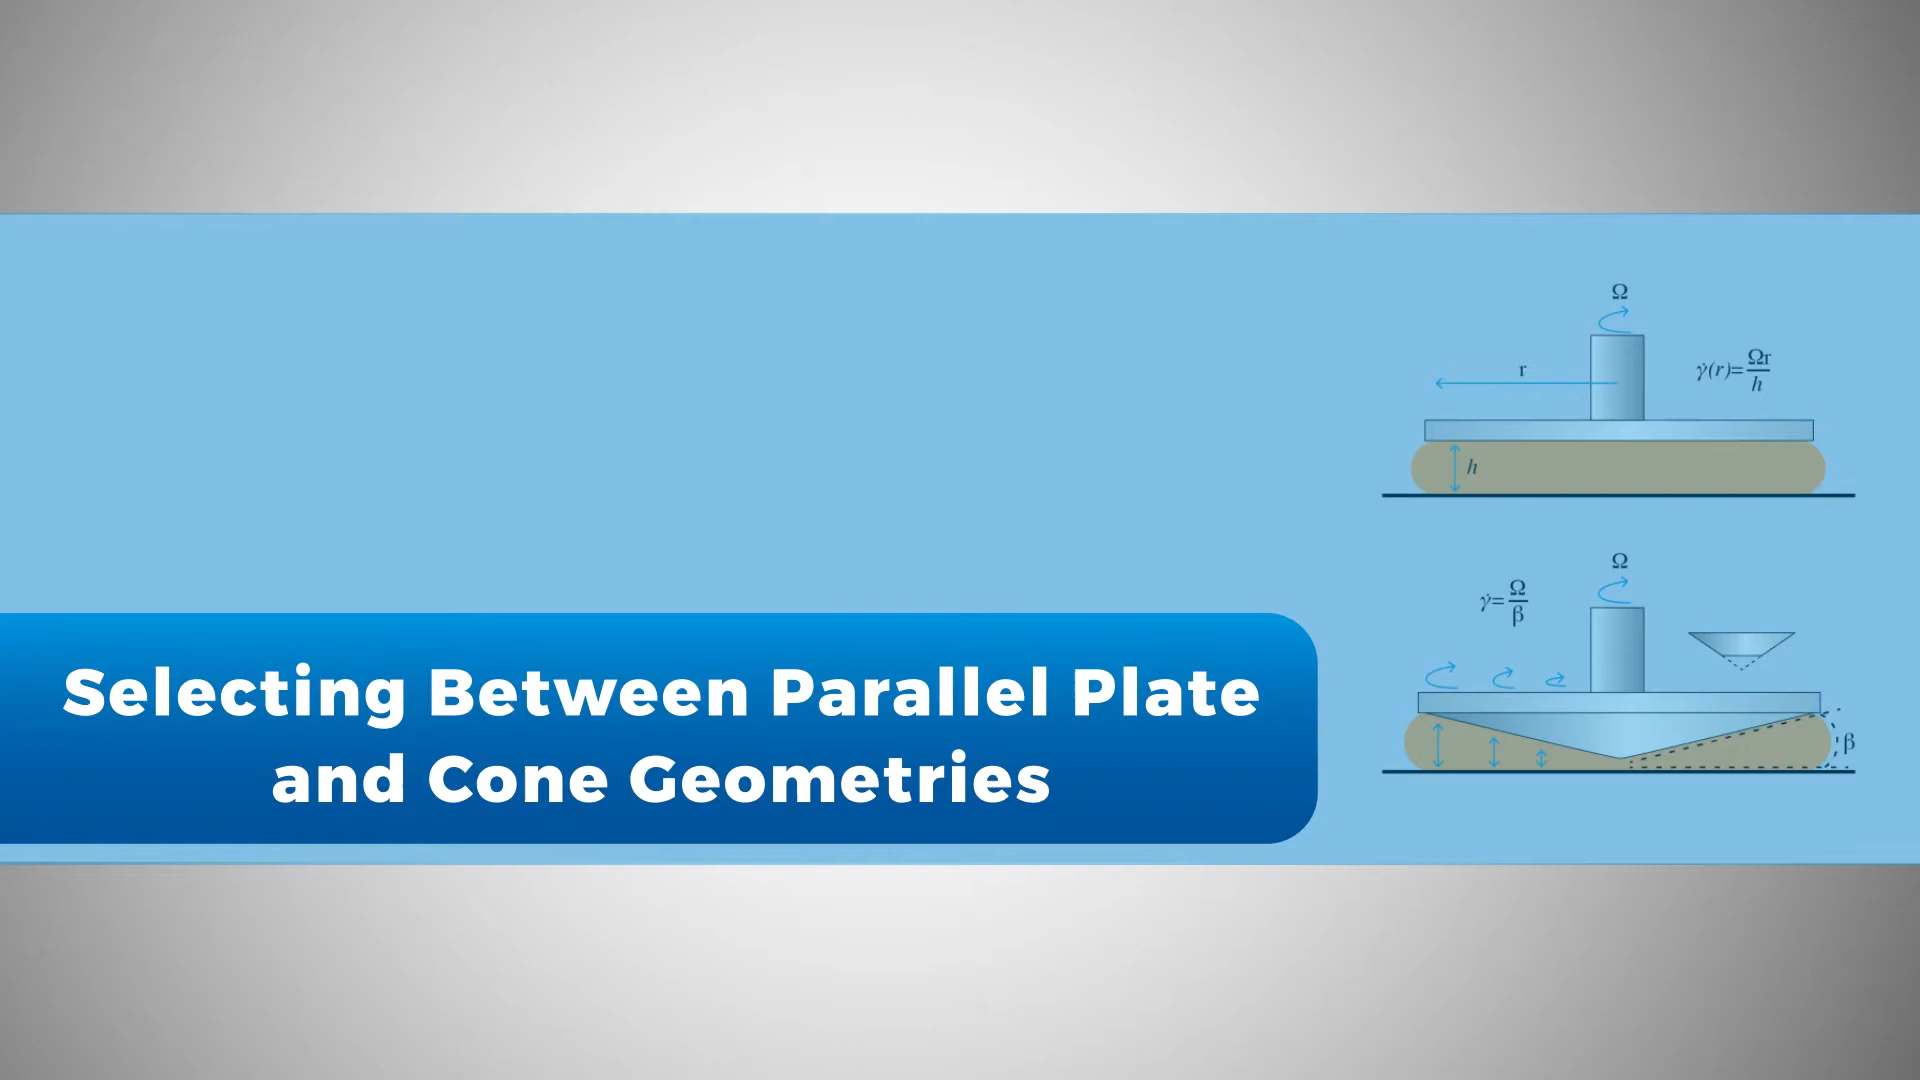 Ω
r
γ̇(r)=Ωr/h
h
Ω
γ̇=Ω/β
β
Selecting Between Parallel Plate
and Cone Geometries